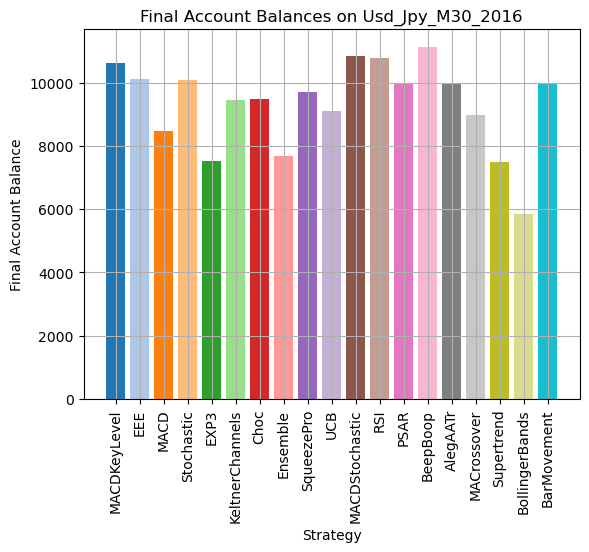 Final Account Balances on Usd_Jpy_M30_2016
Final Account Balance
10000
8000
6000
4000
2000
0
MACDKeyLevel
EEE
MACD
Stochastic
EXP3
KeltnerChannels
Choc
Ensemble
SqueezePro
UCB
MACDStochastic
RSI
PSAR
BeepBoop
AlegAATr
MACrossover
Supertrend
BollingerBands
BarMovement
Strategy